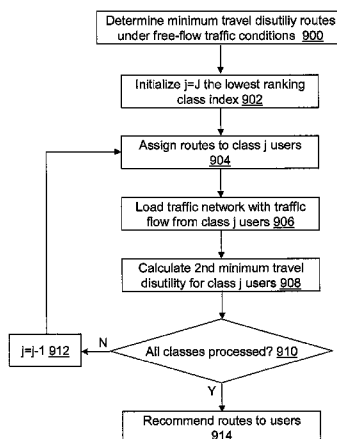 Determine minimum travel disutiliy routes
under free-flow traffic conditions 900
Initialize j=J the lowest ranking
class index 902
Assign routes to class j users
904
Load traffic network with traffic
flow from class j users 906
Calculate 2nd minimum travel
disutility for class j users 908
All classes processed? 910
N
j=j-1 912
Y
Recommend routes to users
914